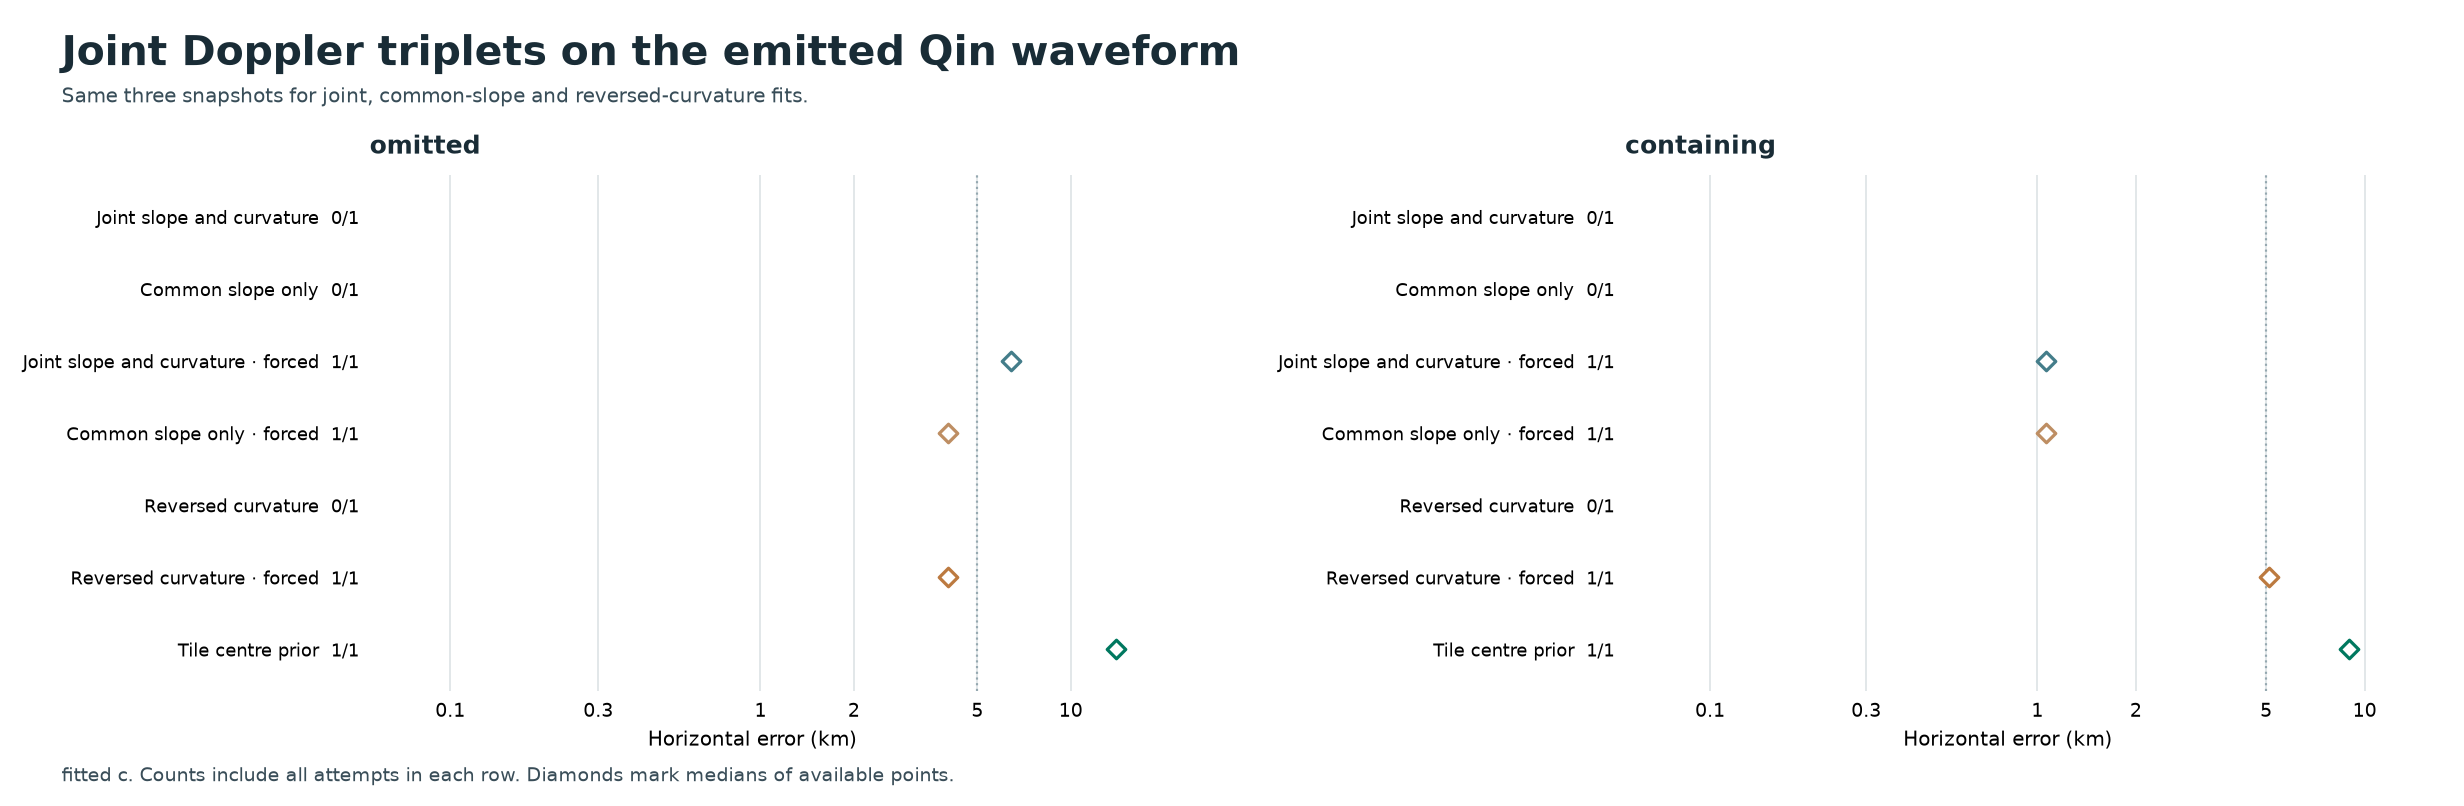 Joint Doppler triplets on the emitted Qin waveform
Same three snapshots for joint, common-slope and reversed-curvature fits.
omitted
Joint slope and curvature 0/1
Common slope only 0/1
Joint slope and curvature · forced 1/1
Common slope only · forced 1/1
Reversed curvature 0/1
Reversed curvature · forced 1/1
Tile centre prior 1/1
0.1 0.3 1 2 5 10
Horizontal error (km)
containing
Joint slope and curvature 0/1
Common slope only 0/1
Joint slope and curvature · forced 1/1
Common slope only · forced 1/1
Reversed curvature 0/1
Reversed curvature · forced 1/1
Tile centre prior 1/1
0.1 0.3 1 2 5 10
Horizontal error (km)
fitted c. Counts include all attempts in each row. Diamonds mark medians of available points.